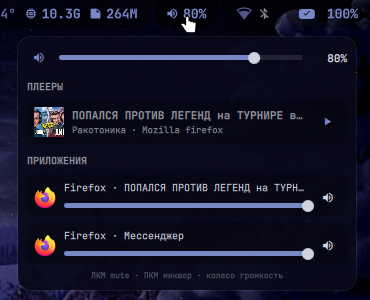 4° 10.3G 264M 80% 100%
80%
ПЛЕЕРЫ
ПОПАЛСЯ ПРОТИВ ЛЕГЕНД на ТУРНИРЕ в…
Ракотоника · Mozilla firefox
ПРИЛОЖЕНИЯ
Firefox · ПОПАЛСЯ ПРОТИВ ЛЕГЕНД на ТУРН…
Firefox · Мессенджер
ЛКМ mute · ПКМ микшер · колесо громкость